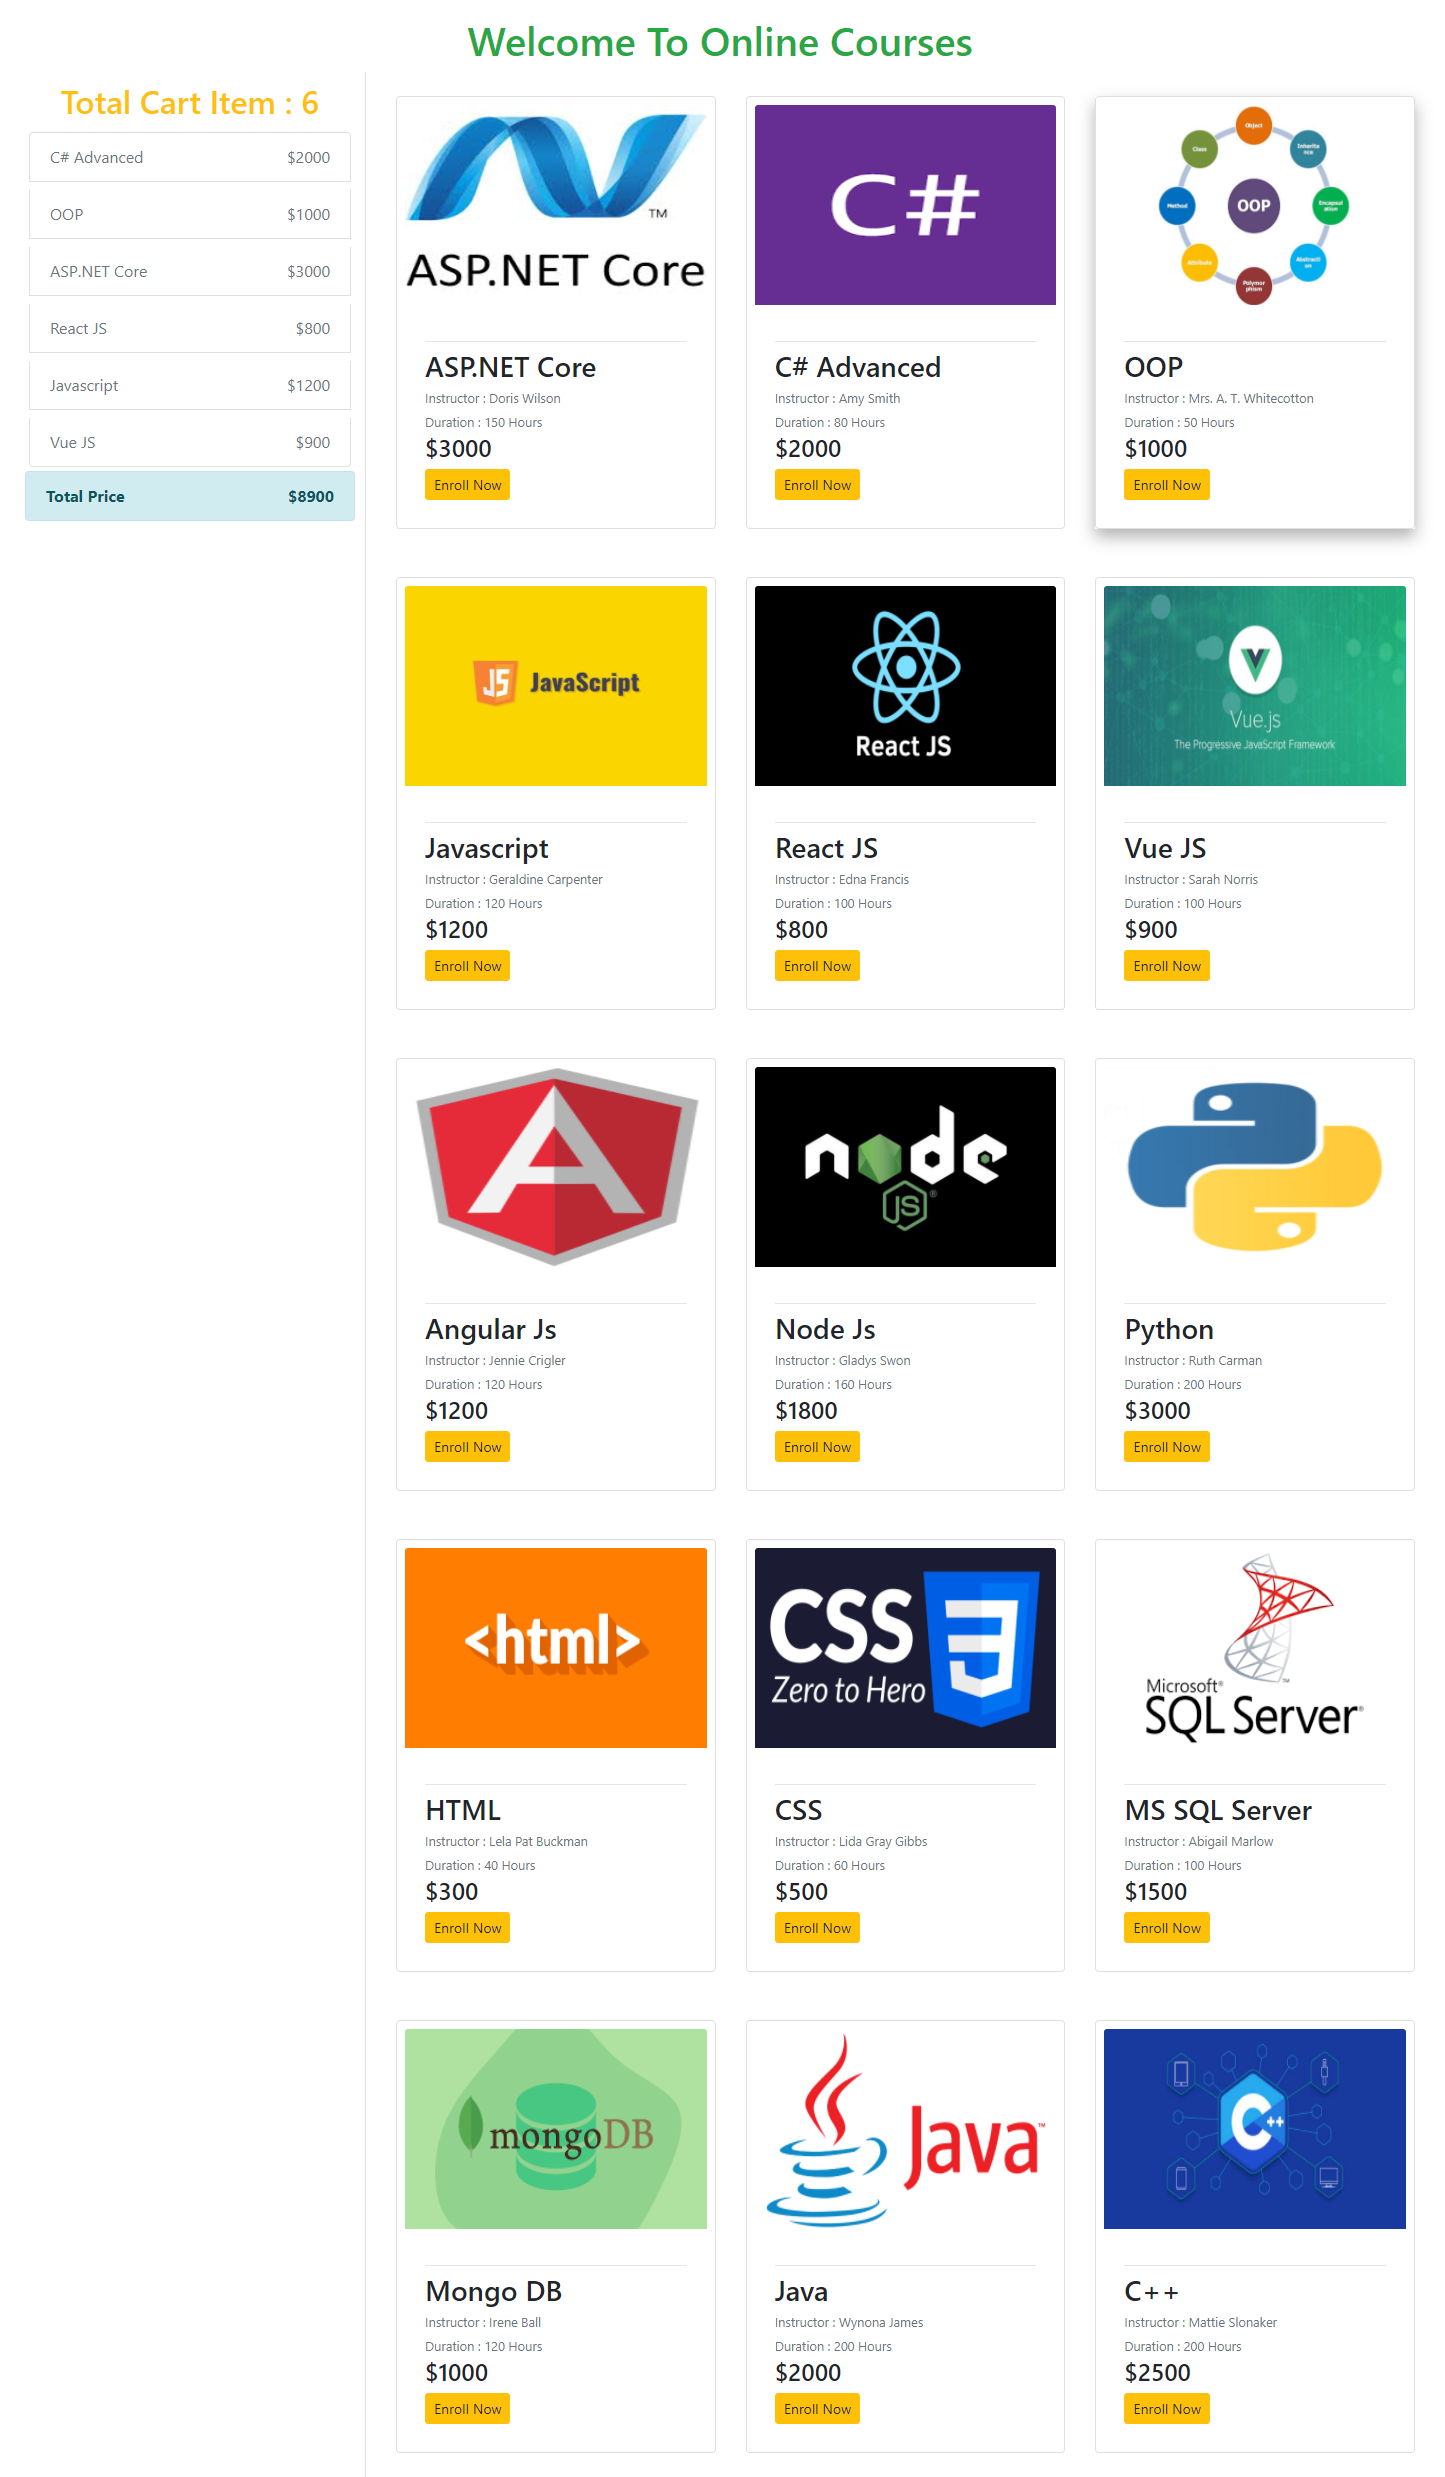 Welcome To Online Courses
Total Cart Item : 6
C# Advanced $2000
OOP $1000
ASP.NET Core $3000
React JS $800
Javascript $1200
Vue JS $900
Total Price $8900
TM
ASP.NET Core
ASP.NET Core
Instructor : Doris Wilson
Duration : 150 Hours
$3000
Enroll Now
C#
C# Advanced
Instructor : Amy Smith
Duration : 80 Hours
$2000
Enroll Now
Object
Class
Inherita
nce
Method
OOP
Encapsul
ation
Attribute
Abstracti
on
Polymor
phism
OOP
Instructor : Mrs. A. T. Whitecotton
Duration : 50 Hours
$1000
Enroll Now
JS JavaScript
Javascript
Instructor : Geraldine Carpenter
Duration : 120 Hours
$1200
Enroll Now
React JS
React JS
Instructor : Edna Francis
Duration : 100 Hours
$800
Enroll Now
Vue.js
The Progressive JavaScript Framework
Vue JS
Instructor : Sarah Norris
Duration : 100 Hours
$900
Enroll Now
A
Angular Js
Instructor : Jennie Crigler
Duration : 120 Hours
$1200
Enroll Now
node
JS®
Node Js
Instructor : Gladys Swon
Duration : 160 Hours
$1800
Enroll Now
Python
Instructor : Ruth Carman
Duration : 200 Hours
$3000
Enroll Now
<html>
HTML
Instructor : Lela Pat Buckman
Duration : 40 Hours
$300
Enroll Now
CSS 3
Zero to Hero
CSS
Instructor : Lida Gray Gibbs
Duration : 60 Hours
$500
Enroll Now
™
Microsoft®
SQL Server®
MS SQL Server
Instructor : Abigail Marlow
Duration : 100 Hours
$1500
Enroll Now
mongoDB
Mongo DB
Instructor : Irene Ball
Duration : 120 Hours
$1000
Enroll Now
Java™
Java
Instructor : Wynona James
Duration : 200 Hours
$2000
Enroll Now
C++
C++
Instructor : Mattie Slonaker
Duration : 200 Hours
$2500
Enroll Now